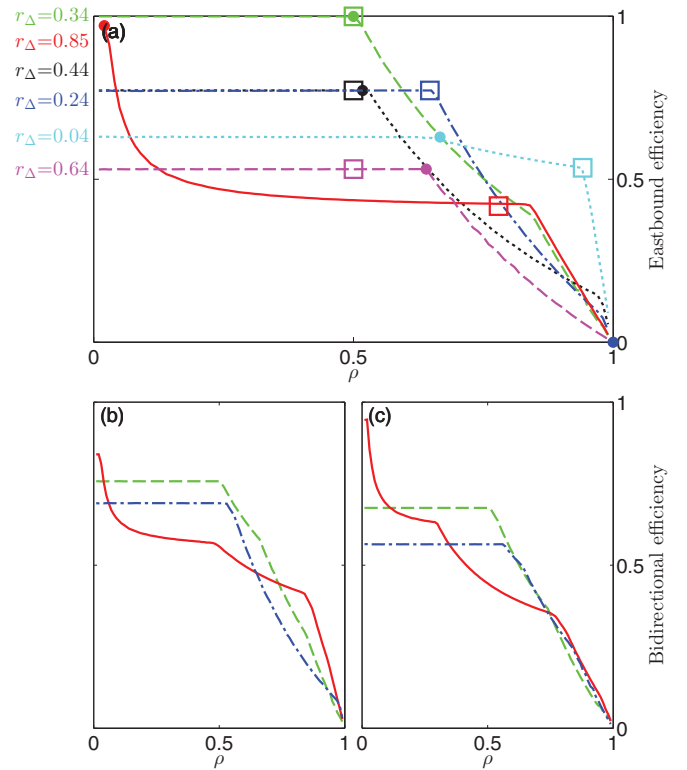 r_Δ=0.34
r_Δ=0.85
r_Δ=0.44
r_Δ=0.24
r_Δ=0.04
r_Δ=0.64
(a)
1
0.5
0
Eastbound efficiency
0 0.5 1
ρ
(b)
(c)
1
0.5
0
Bidirectional efficiency
0 0.5 1
ρ
0 0.5 1
ρ